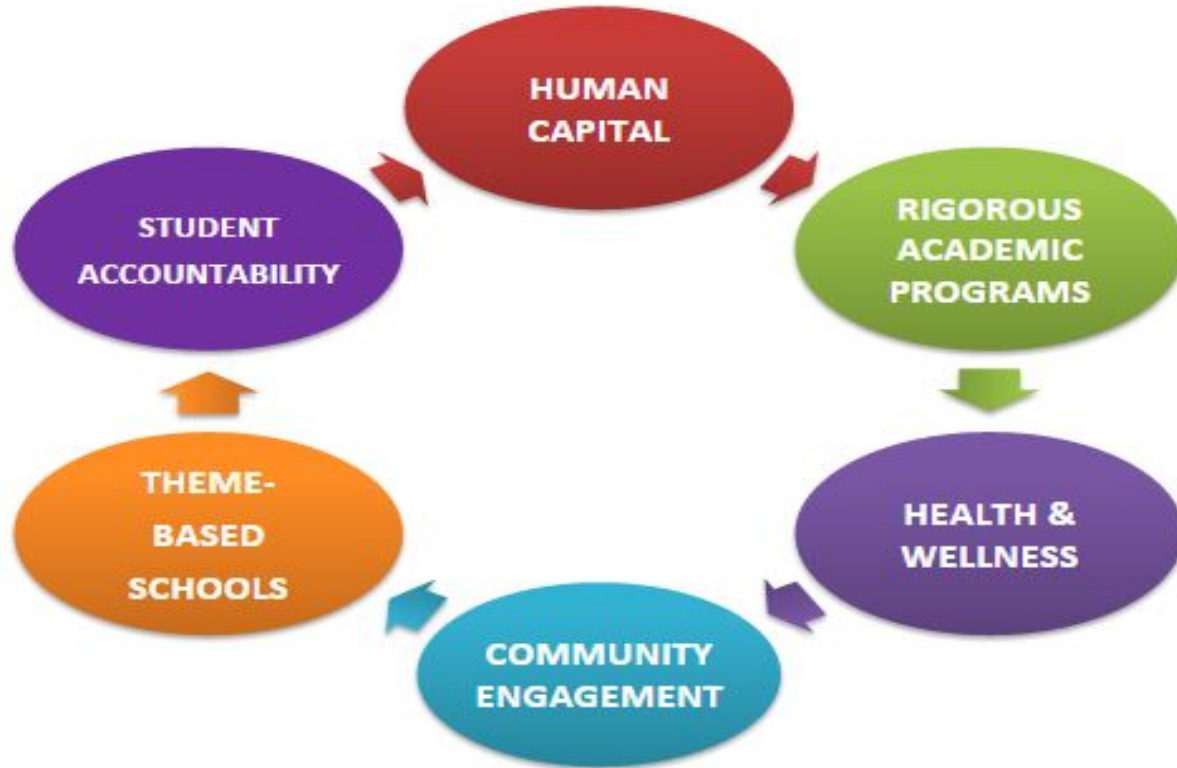 HUMAN
CAPITAL
RIGOROUS
ACADEMIC
PROGRAMS
HEALTH &
WELLNESS
COMMUNITY
ENGAGEMENT
THEME-
BASED
SCHOOLS
STUDENT
ACCOUNTABILITY